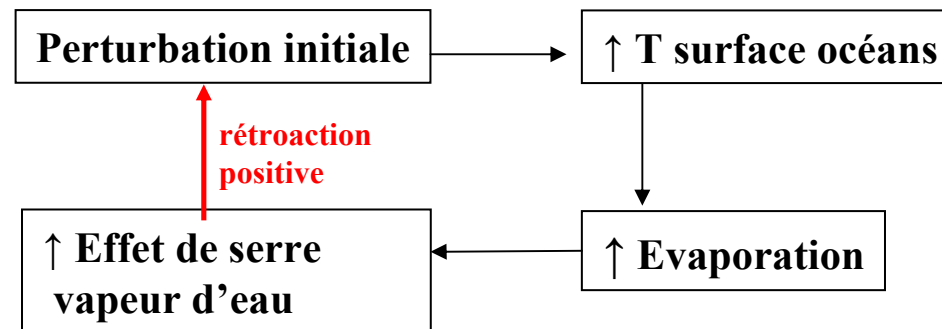 Perturbation initiale
↑ T surface océans
rétroaction
positive
↑ Effet de serre
vapeur d’eau
↑ Evaporation